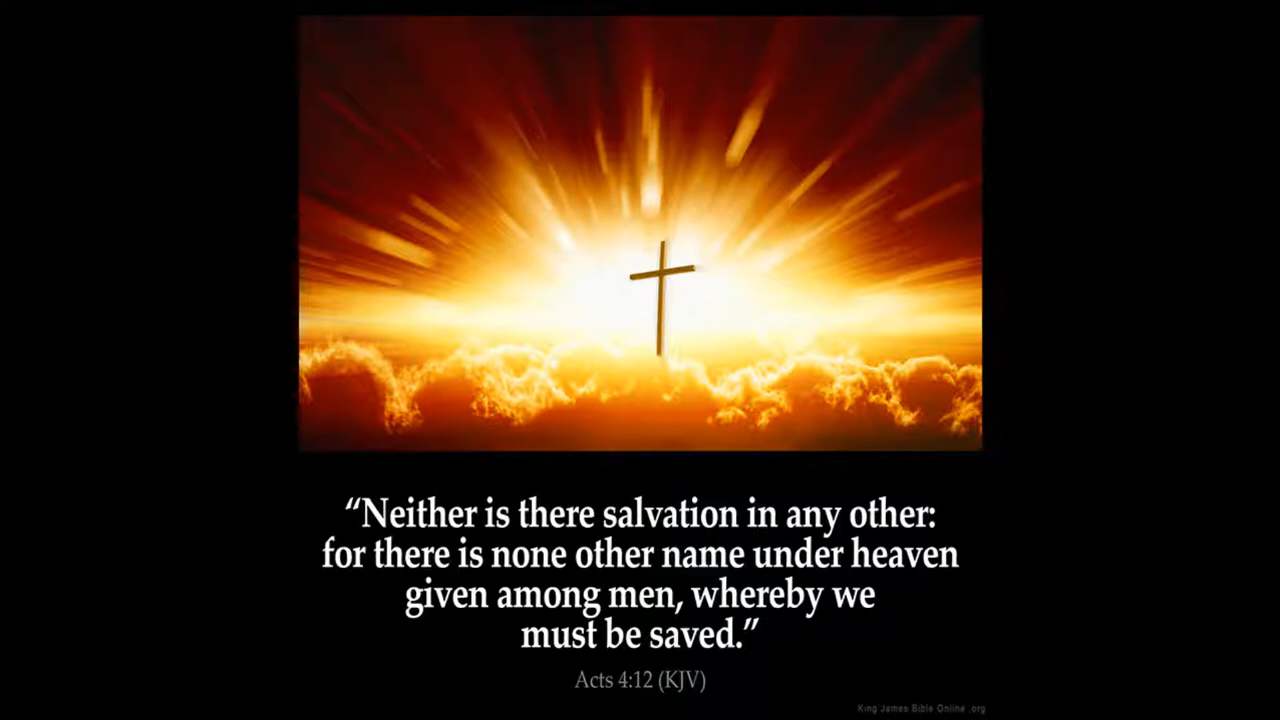 “Neither is there salvation in any other:
for there is none other name under heaven
given among men, whereby we
must be saved.”
Acts 4:12 (KJV)
King James Bible Online .org